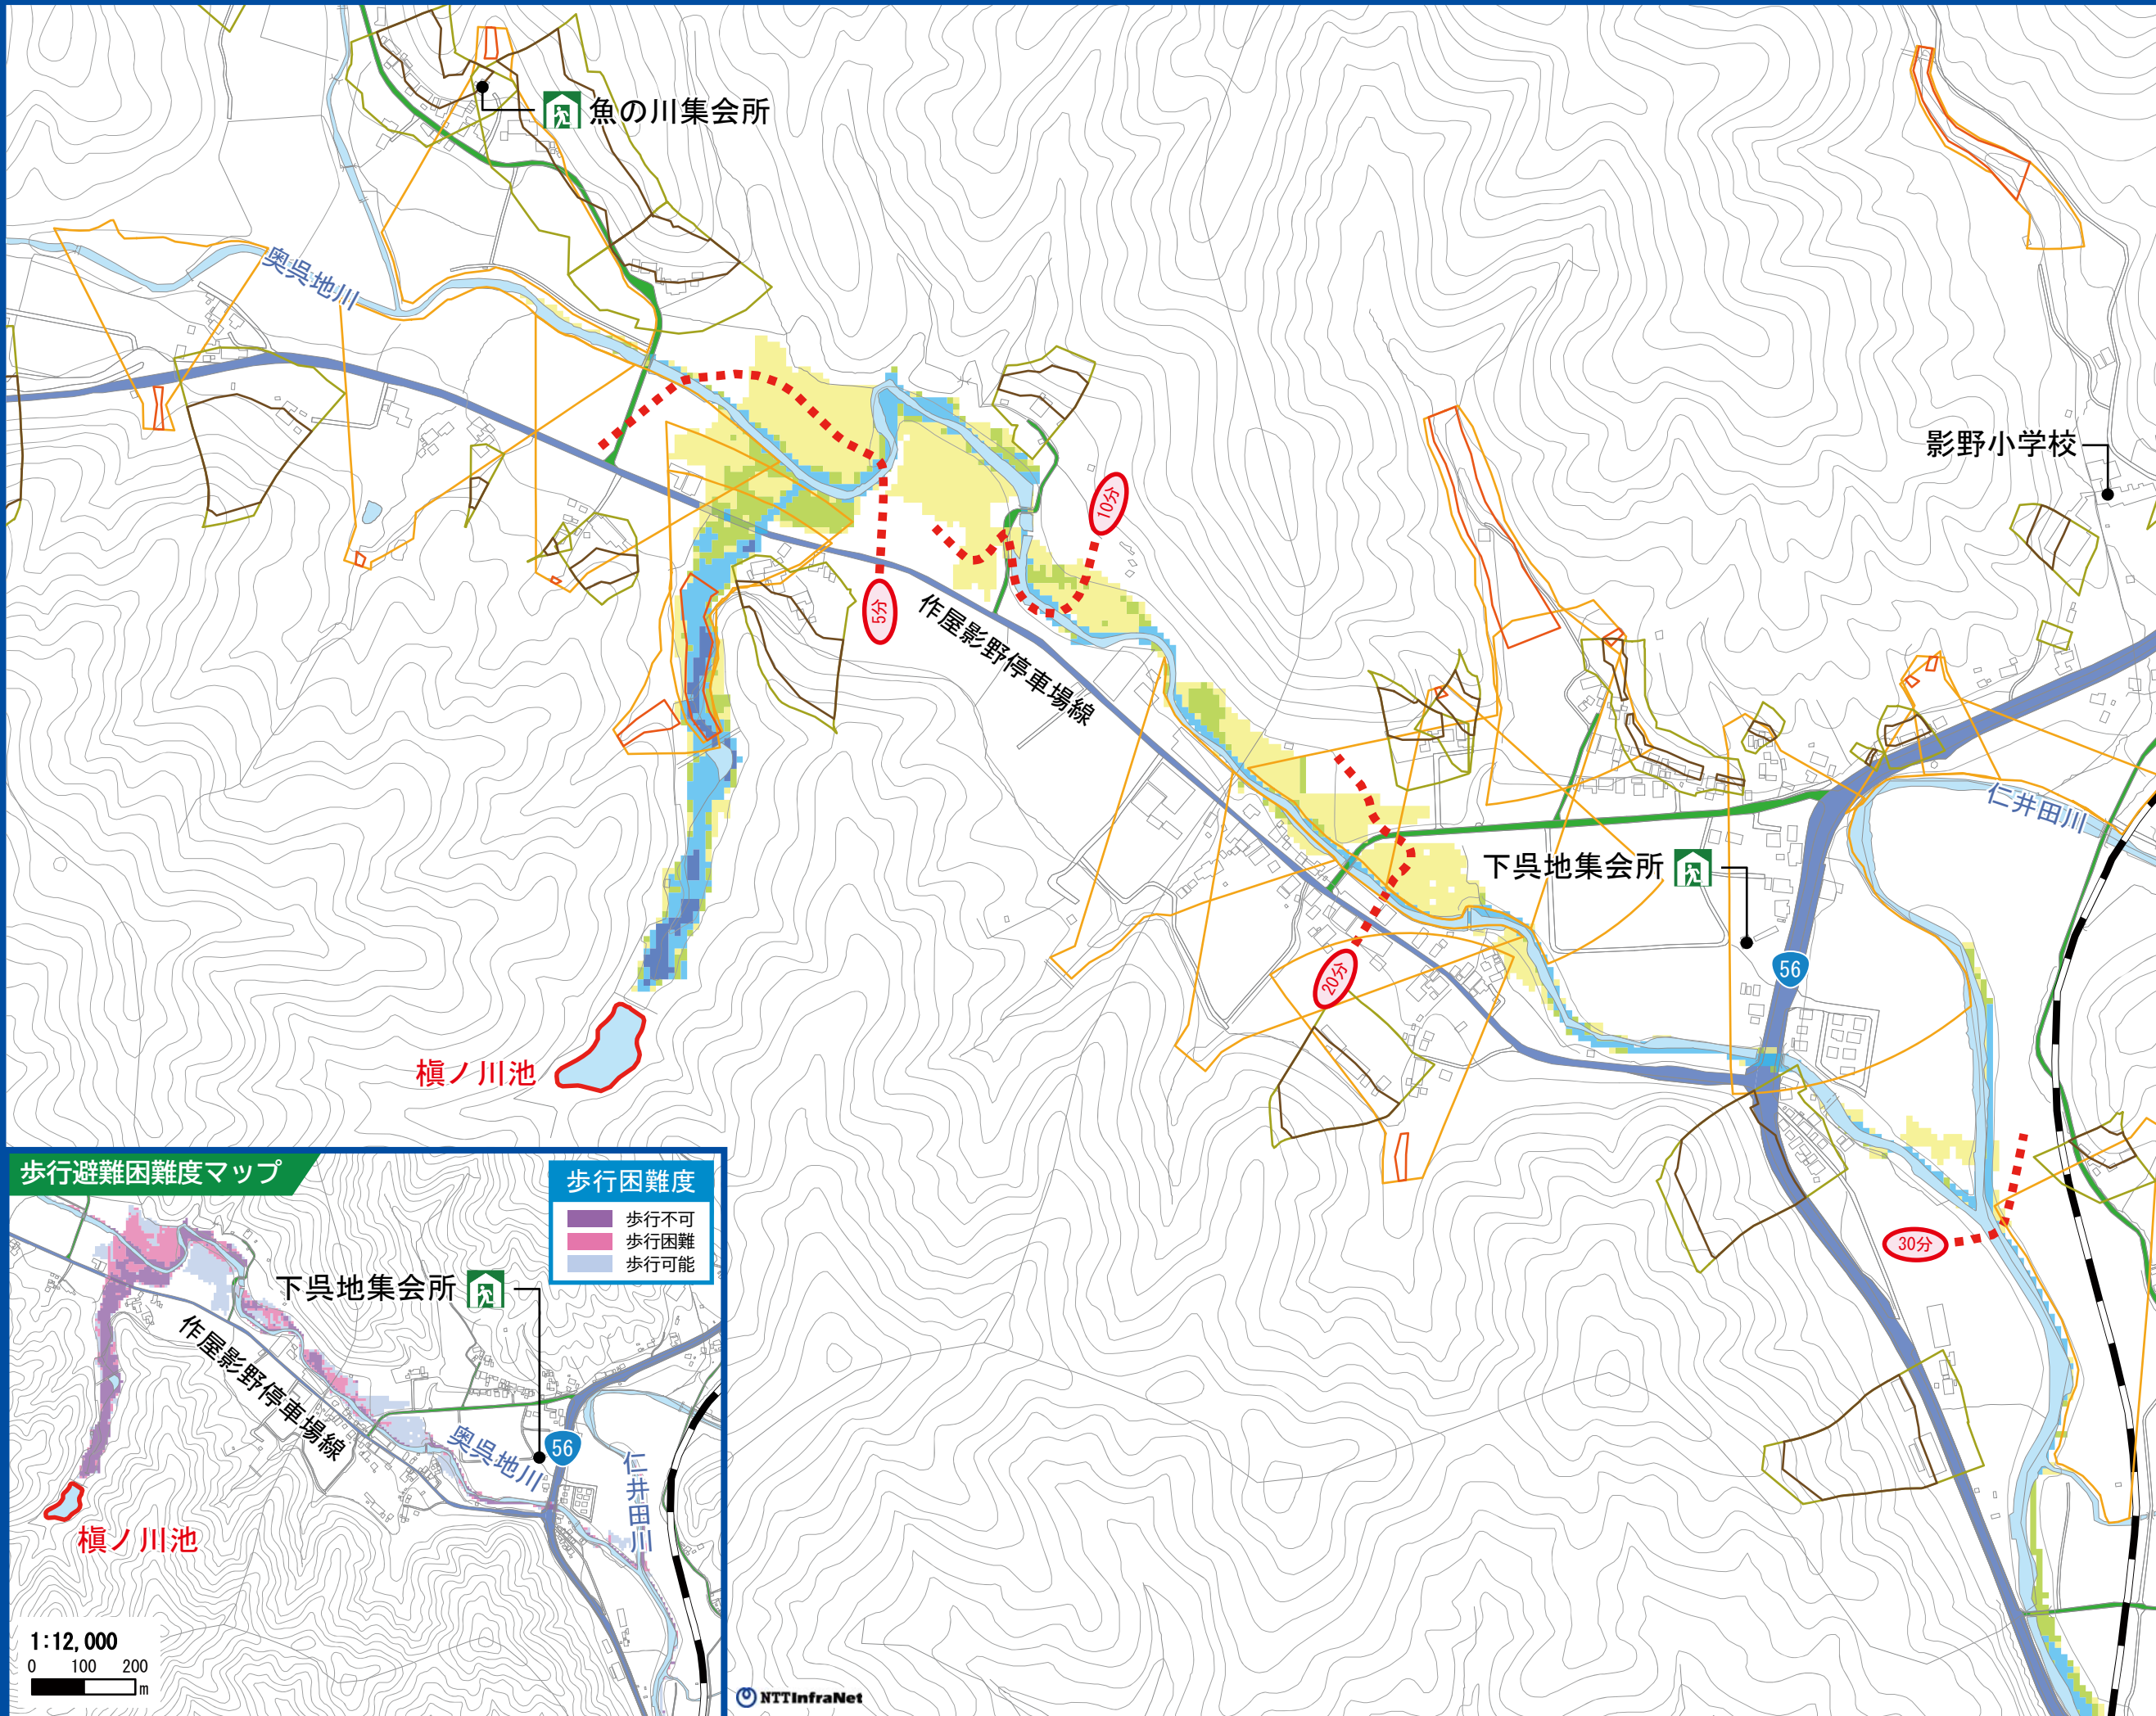 魚の川集会所
奥呉地川
影野小学校
10分
5分
作屋影野停車場線
仁井田川
下呉地集会所
56
20分
槇ノ川池
30分
歩行避難困難度マップ
歩行困難度
歩行不可
歩行困難
歩行可能
下呉地集会所
作屋影野停車場線
奥呉地川
56
仁井田川
槇ノ川池
1:12,000
0 100 200
m
NTTInfraNet